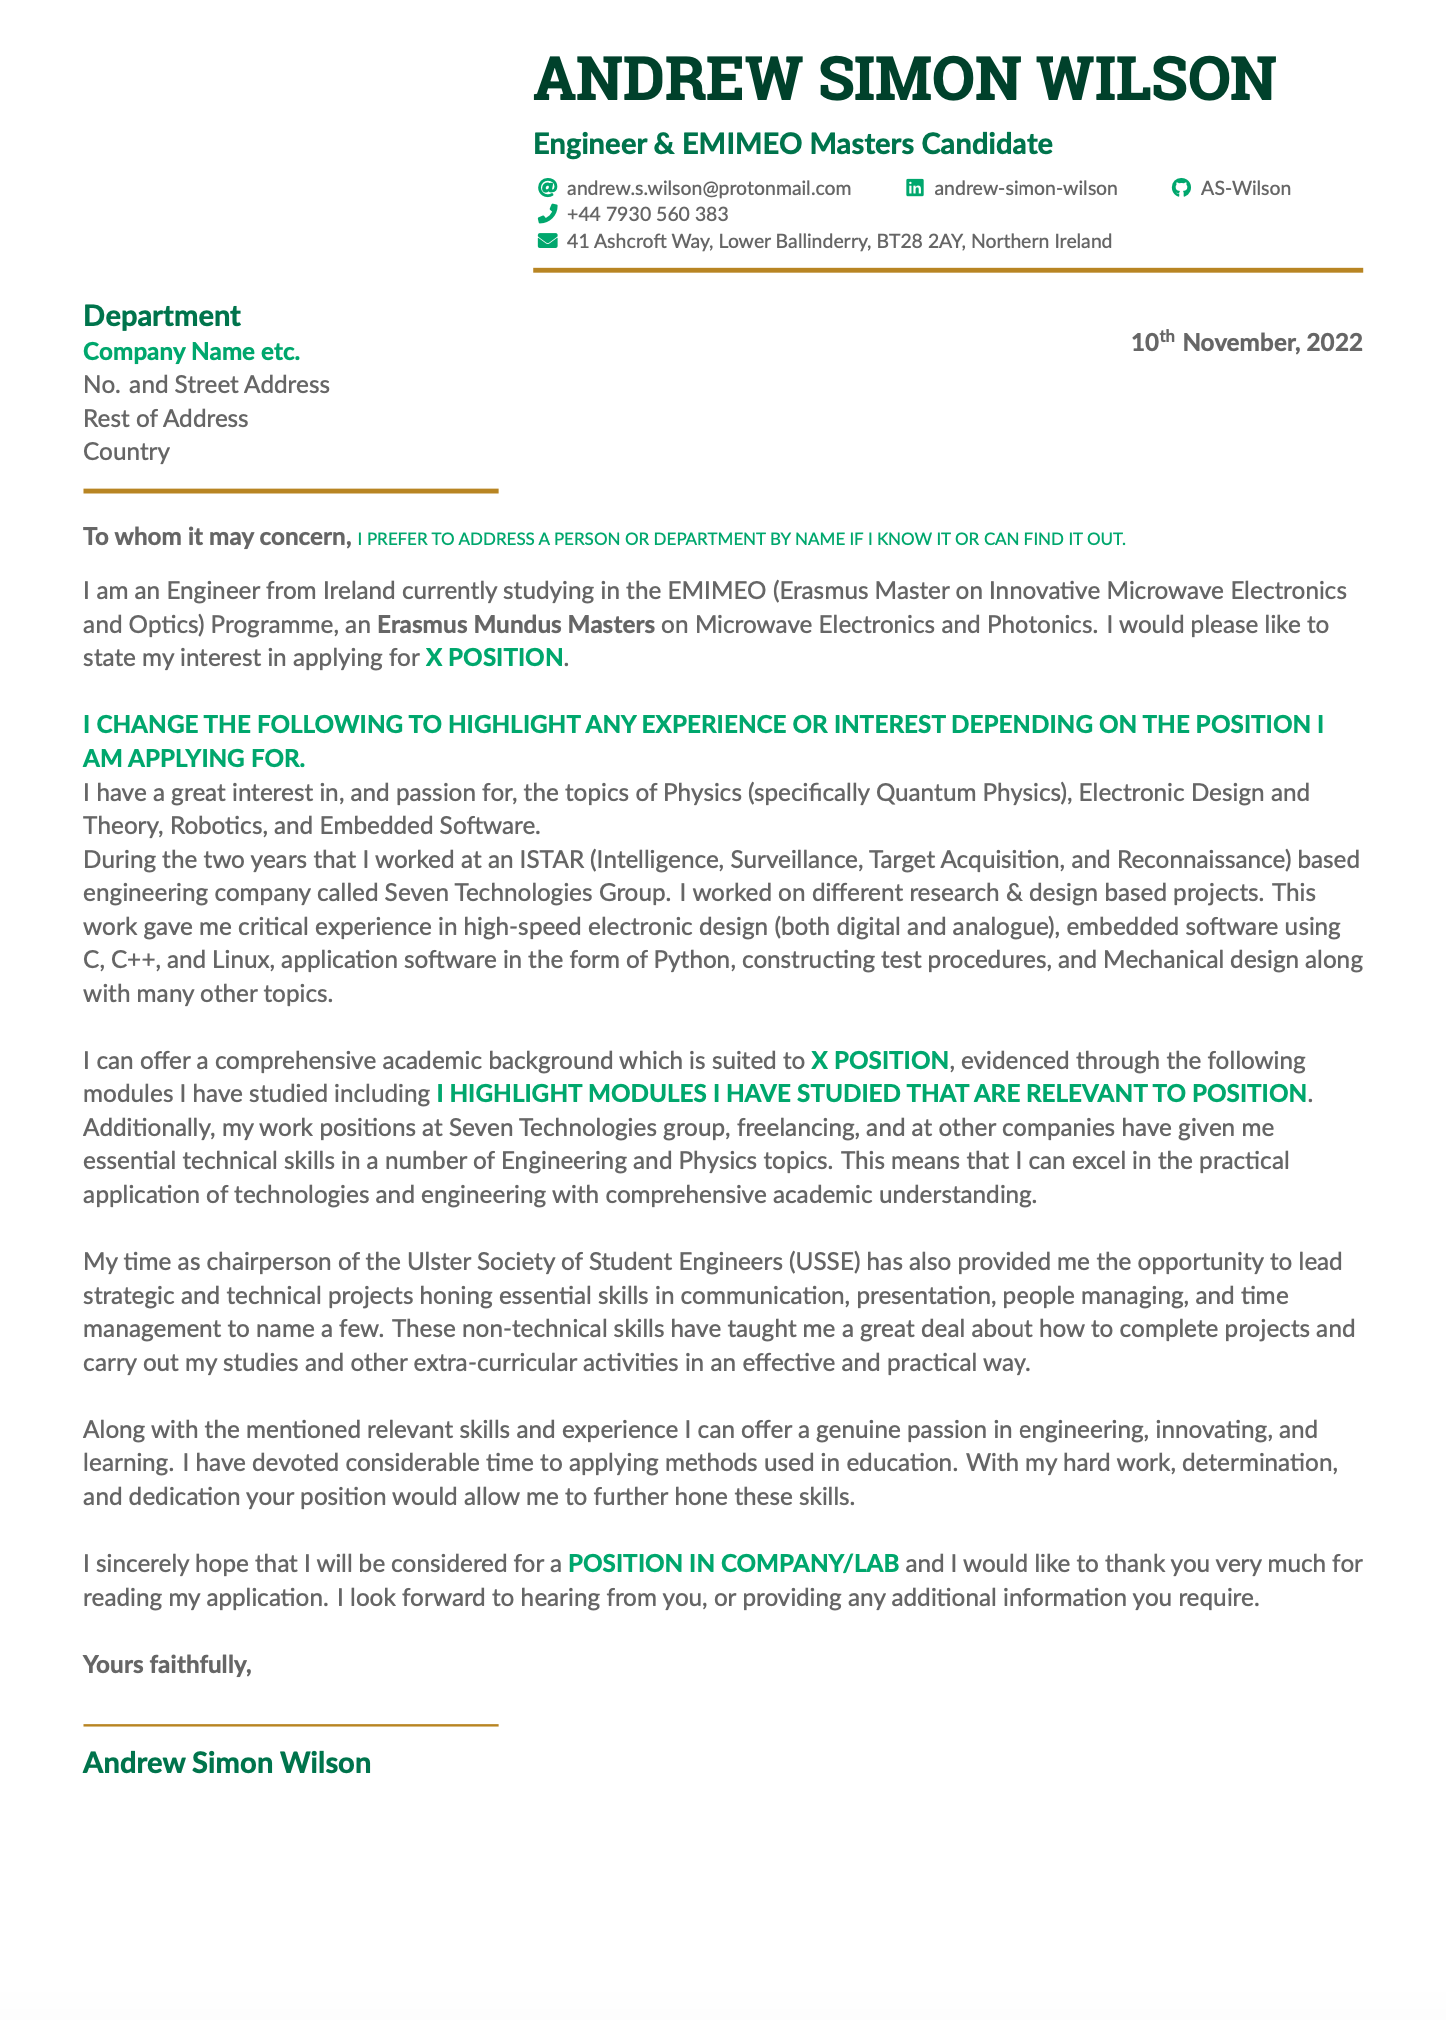 ANDREW SIMON WILSON
Engineer & EMIMEO Masters Candidate
andrew.s.wilson@protonmail.com andrew-simon-wilson AS-Wilson
+44 7930 560 383
41 Ashcroft Way, Lower Ballinderry, BT28 2AY, Northern Ireland
Department
Company Name etc.
10th November, 2022
No. and Street Address
Rest of Address
Country
To whom it may concern, I PREFER TO ADDRESS A PERSON OR DEPARTMENT BY NAME IF I KNOW IT OR CAN FIND IT OUT.
I am an Engineer from Ireland currently studying in the EMIMEO (Erasmus Master on Innovative Microwave Electronics
and Optics) Programme, an Erasmus Mundus Masters on Microwave Electronics and Photonics. I would please like to
state my interest in applying for X POSITION.
I CHANGE THE FOLLOWING TO HIGHLIGHT ANY EXPERIENCE OR INTEREST DEPENDING ON THE POSITION I
AM APPLYING FOR.
I have a great interest in, and passion for, the topics of Physics (specifically Quantum Physics), Electronic Design and
Theory, Robotics, and Embedded Software.
During the two years that I worked at an ISTAR (Intelligence, Surveillance, Target Acquisition, and Reconnaissance) based
engineering company called Seven Technologies Group. I worked on different research & design based projects. This
work gave me critical experience in high-speed electronic design (both digital and analogue), embedded software using
C, C++, and Linux, application software in the form of Python, constructing test procedures, and Mechanical design along
with many other topics.
I can offer a comprehensive academic background which is suited to X POSITION, evidenced through the following
modules I have studied including I HIGHLIGHT MODULES I HAVE STUDIED THAT ARE RELEVANT TO POSITION.
Additionally, my work positions at Seven Technologies group, freelancing, and at other companies have given me
essential technical skills in a number of Engineering and Physics topics. This means that I can excel in the practical
application of technologies and engineering with comprehensive academic understanding.
My time as chairperson of the Ulster Society of Student Engineers (USSE) has also provided me the opportunity to lead
strategic and technical projects honing essential skills in communication, presentation, people managing, and time
management to name a few. These non-technical skills have taught me a great deal about how to complete projects and
carry out my studies and other extra-curricular activities in an effective and practical way.
Along with the mentioned relevant skills and experience I can offer a genuine passion in engineering, innovating, and
learning. I have devoted considerable time to applying methods used in education. With my hard work, determination,
and dedication your position would allow me to further hone these skills.
I sincerely hope that I will be considered for a POSITION IN COMPANY/LAB and I would like to thank you very much for
reading my application. I look forward to hearing from you, or providing any additional information you require.
Yours faithfully,
Andrew Simon Wilson